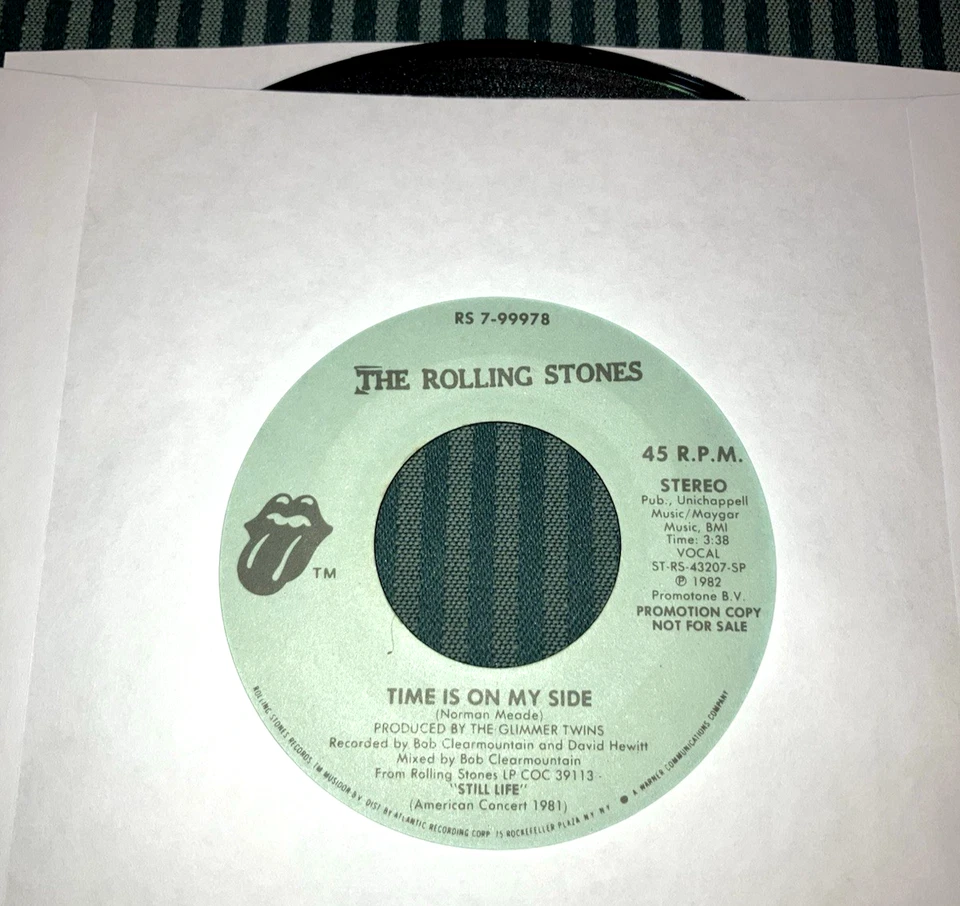 RS 7-99978
THE ROLLING STONES
45 R.P.M.
STEREO
Pub., Unichappell
Music/Maygar
Music, BMI
Time: 3:38
VOCAL
ST-RS-43207-SP
Ⓟ 1982
Promotone B.V.
PROMOTION COPY
NOT FOR SALE
TM
TIME IS ON MY SIDE
(Norman Meade)
PRODUCED BY THE GLIMMER TWINS
Recorded by Bob Clearmountain and David Hewitt
Mixed by Bob Clearmountain
From Rolling Stones LP COC 39113 -
"STILL LIFE"
(American Concert 1981)
ROLLING STONES RECORDS, TM MUSIDOR B.V. DIST BY ATLANTIC RECORDING CORP 75 ROCKEFELLER PLAZA NY NY ● A WARNER COMMUNICATIONS COMPANY